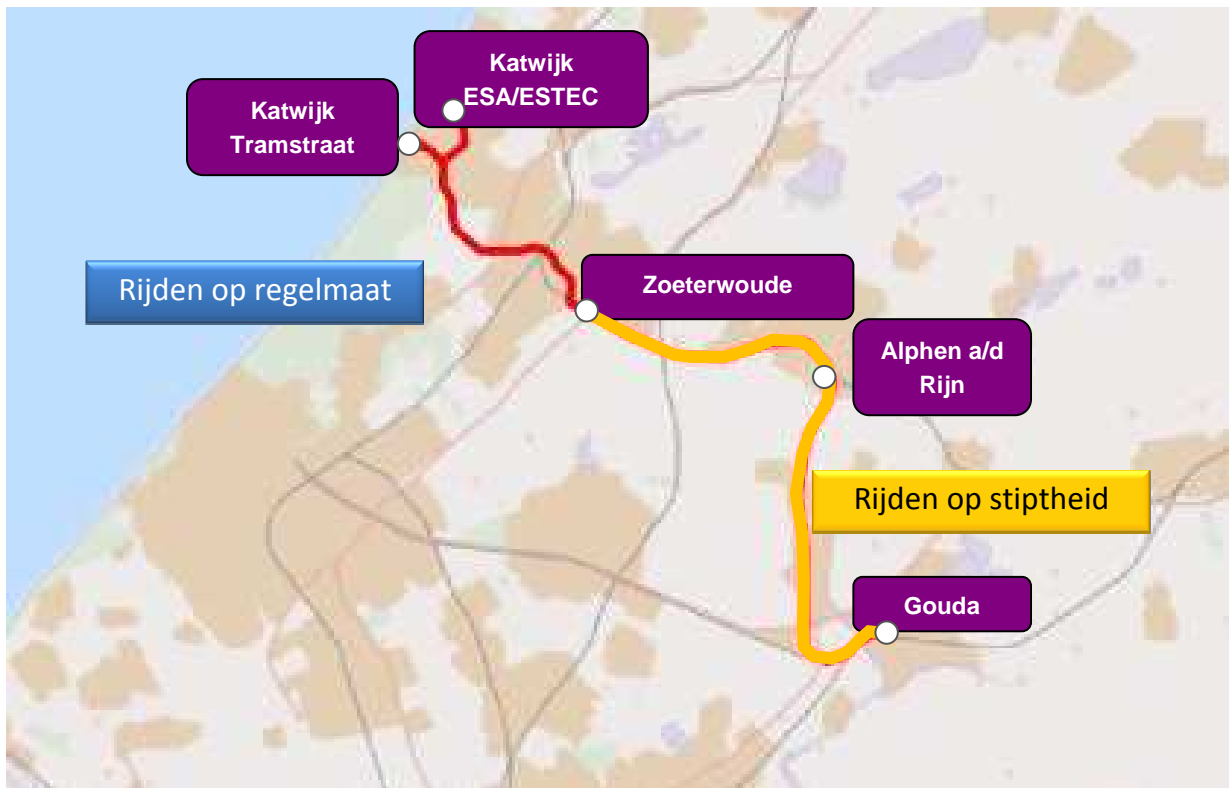 Katwijk
ESA/ESTEC
Katwijk
Tramstraat
Rijden op regelmaat
Zoeterwoude
Alphen a/d
Rijn
Rijden op stiptheid
Gouda